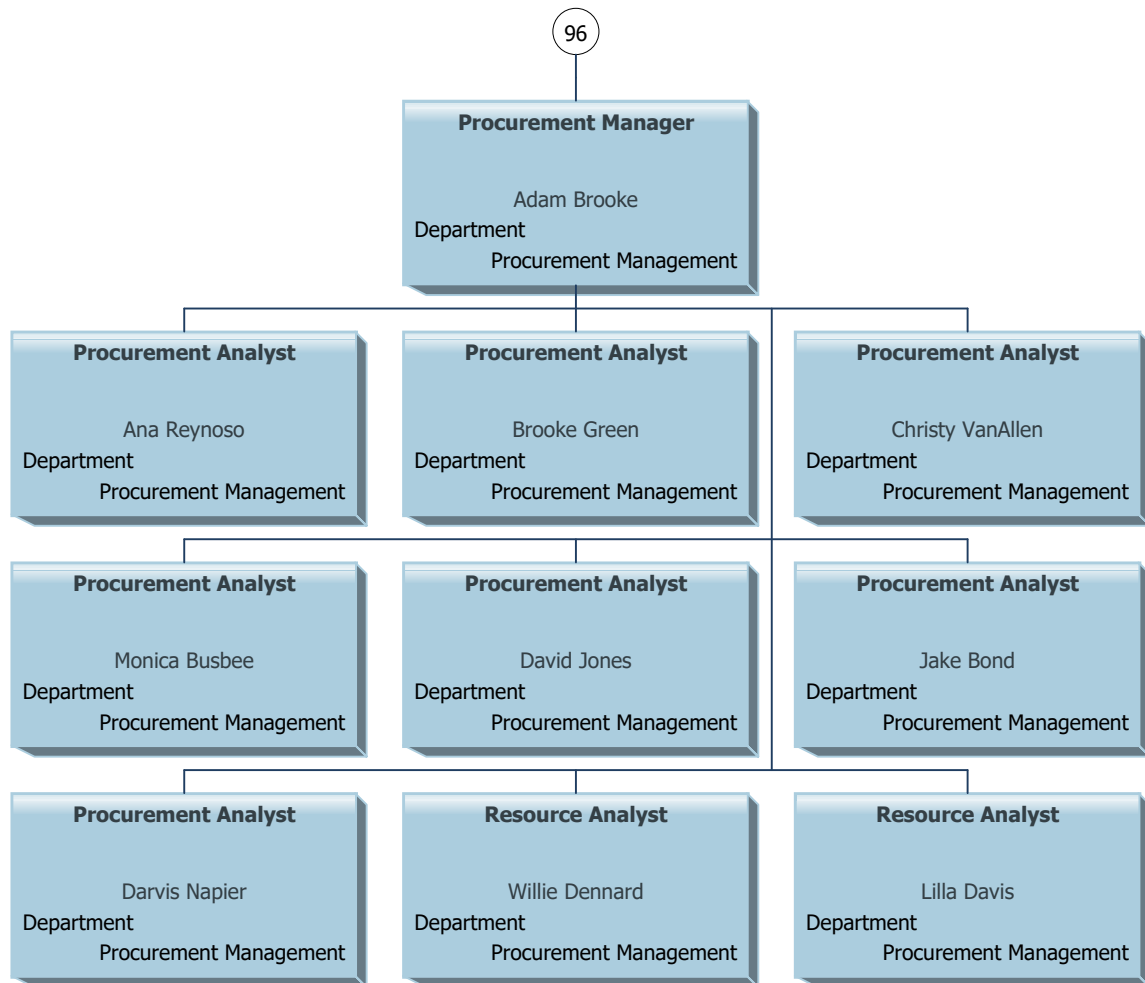 96
Procurement Manager
Adam Brooke
Department
Procurement Management
Procurement Analyst
Ana Reynoso
Department
Procurement Management
Procurement Analyst
Brooke Green
Department
Procurement Management
Procurement Analyst
Christy VanAllen
Department
Procurement Management
Procurement Analyst
Monica Busbee
Department
Procurement Management
Procurement Analyst
David Jones
Department
Procurement Management
Procurement Analyst
Jake Bond
Department
Procurement Management
Procurement Analyst
Darvis Napier
Department
Procurement Management
Resource Analyst
Willie Dennard
Department
Procurement Management
Resource Analyst
Lilla Davis
Department
Procurement Management